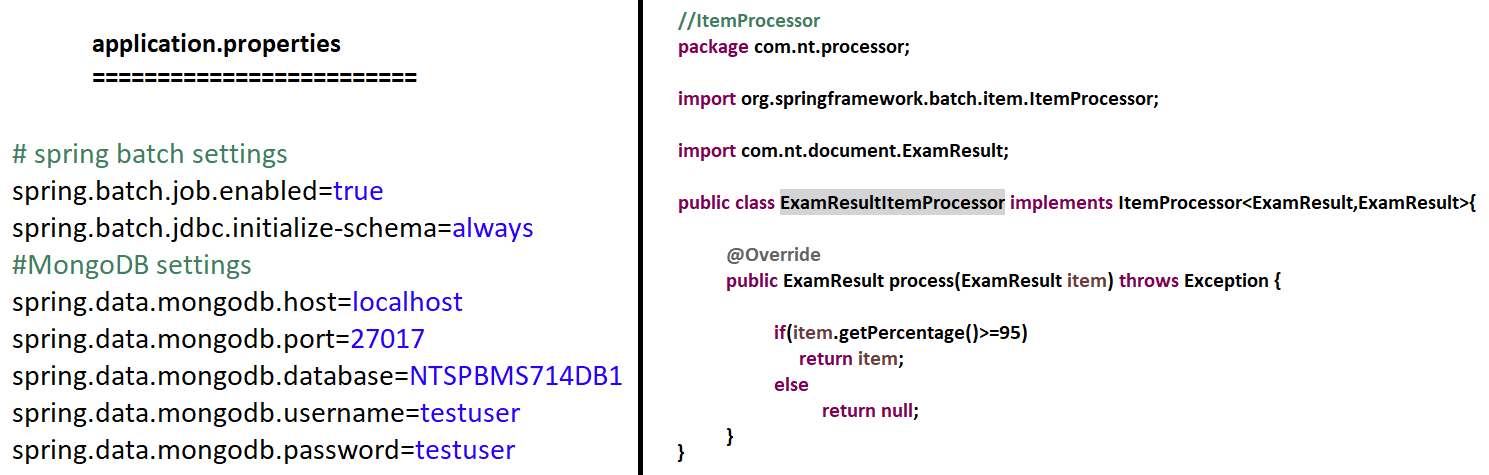 application.properties
=========================
# spring batch settings
spring.batch.job.enabled=true
spring.batch.jdbc.initialize-schema=always
#MongoDB settings
spring.data.mongodb.host=localhost
spring.data.mongodb.port=27017
spring.data.mongodb.database=NTSPBMS714DB1
spring.data.mongodb.username=testuser
spring.data.mongodb.password=testuser
//ItemProcessor
package com.nt.processor;
import org.springframework.batch.item.ItemProcessor;
import com.nt.document.ExamResult;
public class ExamResultItemProcessor implements ItemProcessor<ExamResult,ExamResult>{
@Override
public ExamResult process(ExamResult item) throws Exception {
if(item.getPercentage()>=95)
return item;
else
return null;
}
}